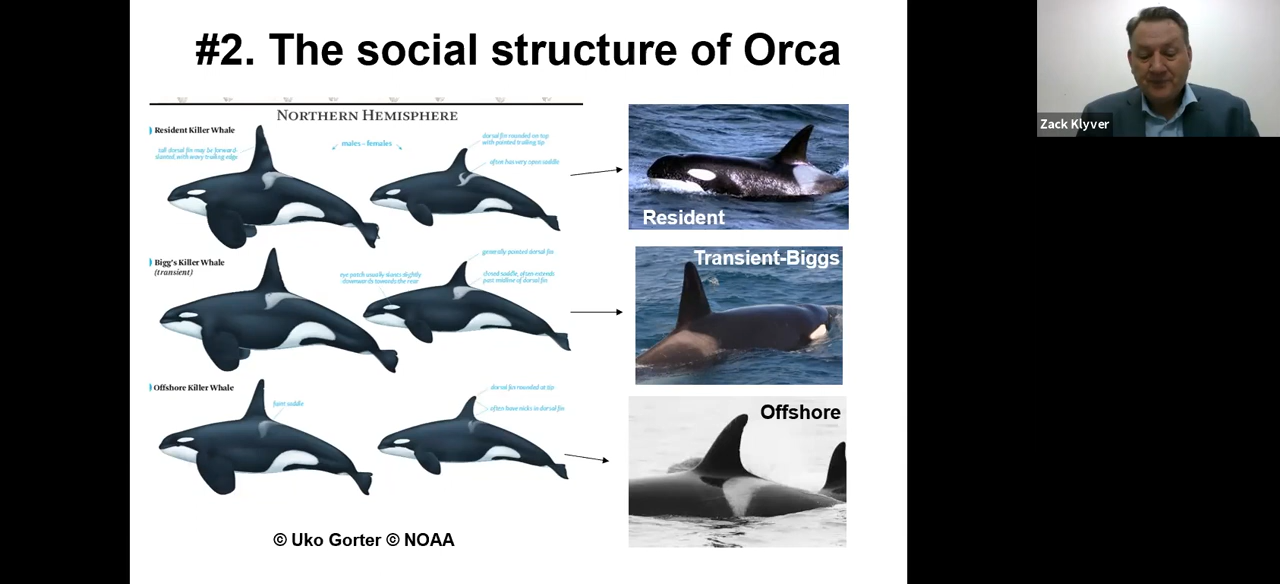 #2. The social structure of Orca
NORTHERN HEMISPHERE
Resident Killer Whale
tall dorsal fin may be forward-
slanted, with wavy trailing edge
males - females
dorsal fin rounded on top
with pointed trailing tip
often has very open saddle
Resident
Bigg's Killer Whale
(transient)
eye patch usually slants slightly
downwards towards the rear
generally pointed dorsal fin
closed saddle, often extends
past midline of dorsal fin
Transient-Biggs
Offshore Killer Whale
faint saddle
dorsal fin rounded at tip
often have nicks in dorsal fin
Offshore
© Uko Gorter © NOAA
Zack Klyver